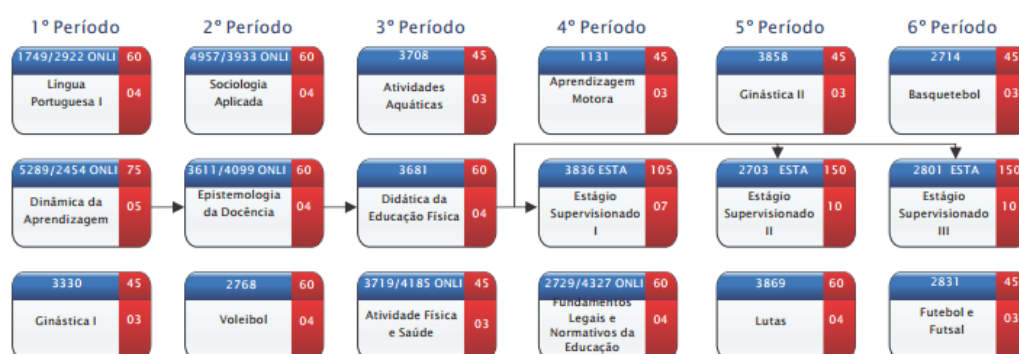 1º Período 2º Período 3º Período 4º Período 5º Período 6º Período
1749/2922 ONLI 60
Língua
Portuguesa I
04
4957/3933 ONLI 60
Sociologia
Aplicada
04
3708 45
Atividades
Aquáticas
03
1131 45
Aprendizagem
Motora
03
3858 45
Ginástica II
03
2714 45
Basquetebol
03
5289/2454 ONLI 75
Dinâmica da
Aprendizagem
05
3611/4099 ONLI 60
Epistemologia
da Docência
04
3681 60
Didática da
Educação Física
04
3836 ESTA 105
Estágio
Supervisionado
I
07
2703 ESTA 150
Estágio
Supervisionado
II
10
2801 ESTA 150
Estágio
Supervisionado
III
10
3330 45
Ginástica I
03
2768 60
Voleibol
04
3719/4185 ONLI 45
Atividade Física
e Saúde
03
2729/4327 ONLI 60
Fundamentos
Legais e
Normativos da
Educação
04
3869 60
Lutas
04
2831 45
Futebol e
Futsal
03